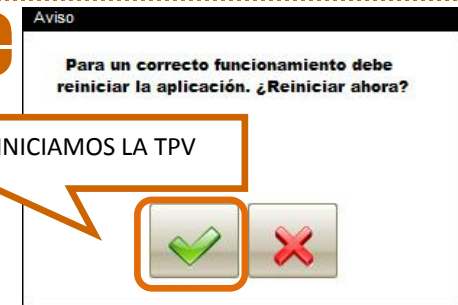 Aviso
Para un correcto funcionamiento debe
reiniciar la aplicación. ¿Reiniciar ahora?
INICIAMOS LA TPV